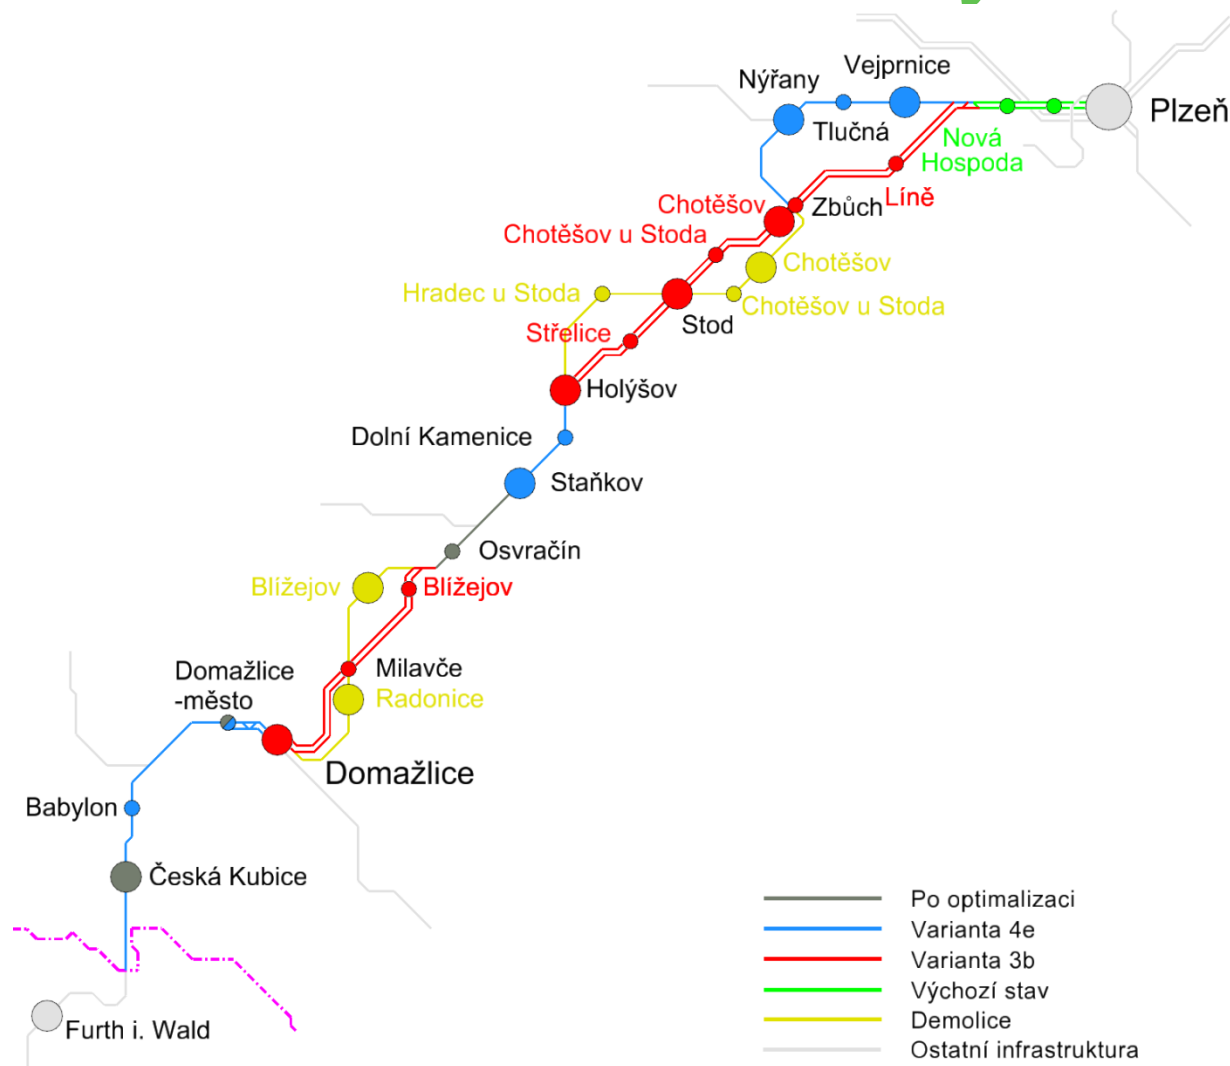 Vejprnice
Nýřany
Plzeň
Tlučná
Nová
Hospoda
Líně
Chotěšov
Zbůch
Chotěšov u Stoda
Chotěšov
Hradec u Stoda
Chotěšov u Stoda
Stod
Střelice
Holýšov
Dolní Kamenice
Staňkov
Osvračín
Blížejov
Blížejov
Domažlice
-město
Milavče
Radonice
Domažlice
Babylon
Česká Kubice
Furth i. Wald
Po optimalizaci
Varianta 4e
Varianta 3b
Výchozí stav
Demolice
Ostatní infrastruktura